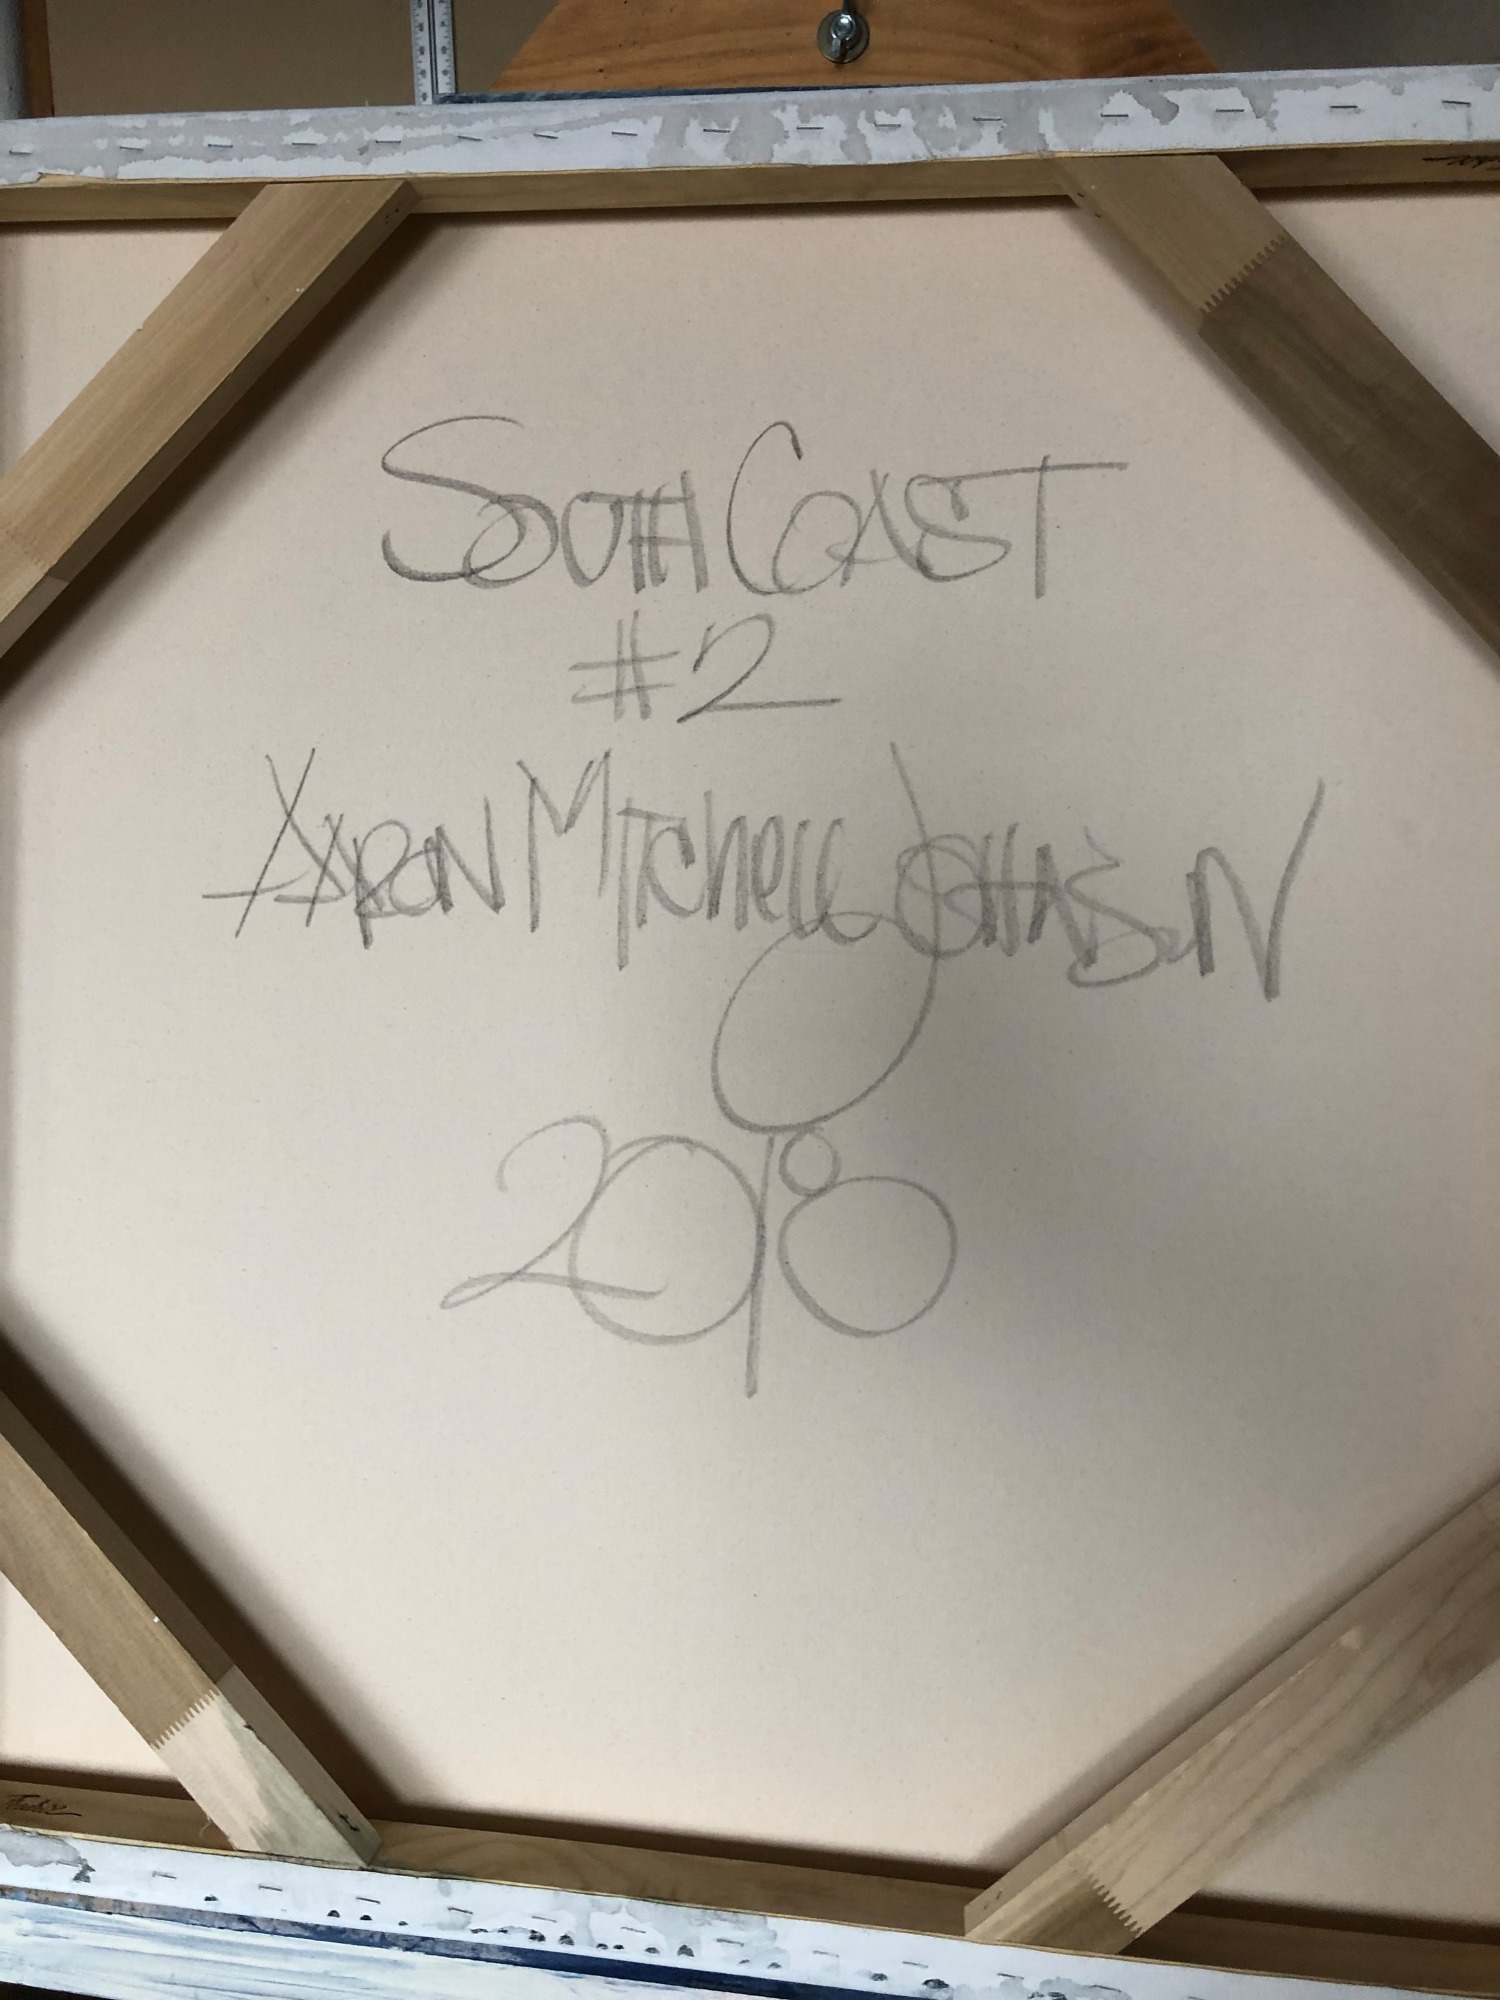 South Coast
#2
Aaron Mitchell Johnson
2018